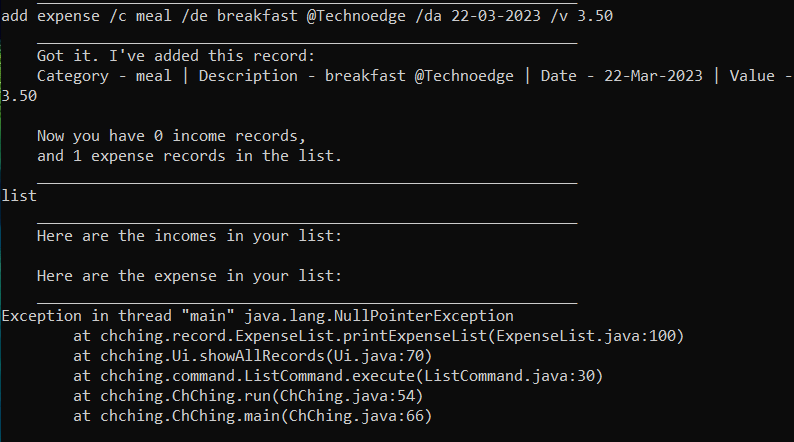 add expense /c meal /de breakfast @Technoedge /da 22-03-2023 /v 3.50
____________________________________________________________
Got it. I've added this record:
Category - meal | Description - breakfast @Technoedge | Date - 22-Mar-2023 | Value -
3.50
Now you have 0 income records,
and 1 expense records in the list.
____________________________________________________________
list
____________________________________________________________
Here are the incomes in your list:
Here are the expense in your list:
____________________________________________________________
Exception in thread "main" java.lang.NullPointerException
at chching.record.ExpenseList.printExpenseList(ExpenseList.java:100)
at chching.Ui.showAllRecords(Ui.java:70)
at chching.command.ListCommand.execute(ListCommand.java:30)
at chching.ChChing.run(ChChing.java:54)
at chching.ChChing.main(ChChing.java:66)